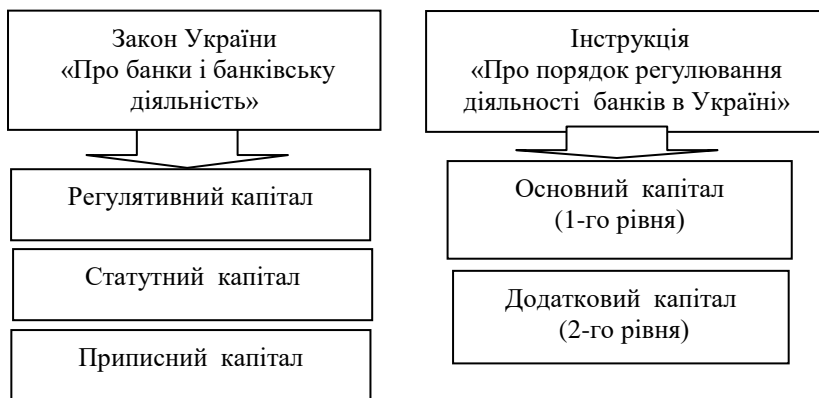 Закон України
«Про банки і банківську
діяльність»
Регулятивний капітал
Статутний капітал
Приписний капітал
Інструкція
«Про порядок регулювання
діяльності банків в Україні»
Основний капітал
(1-го рівня)
Додатковий капітал
(2-го рівня)